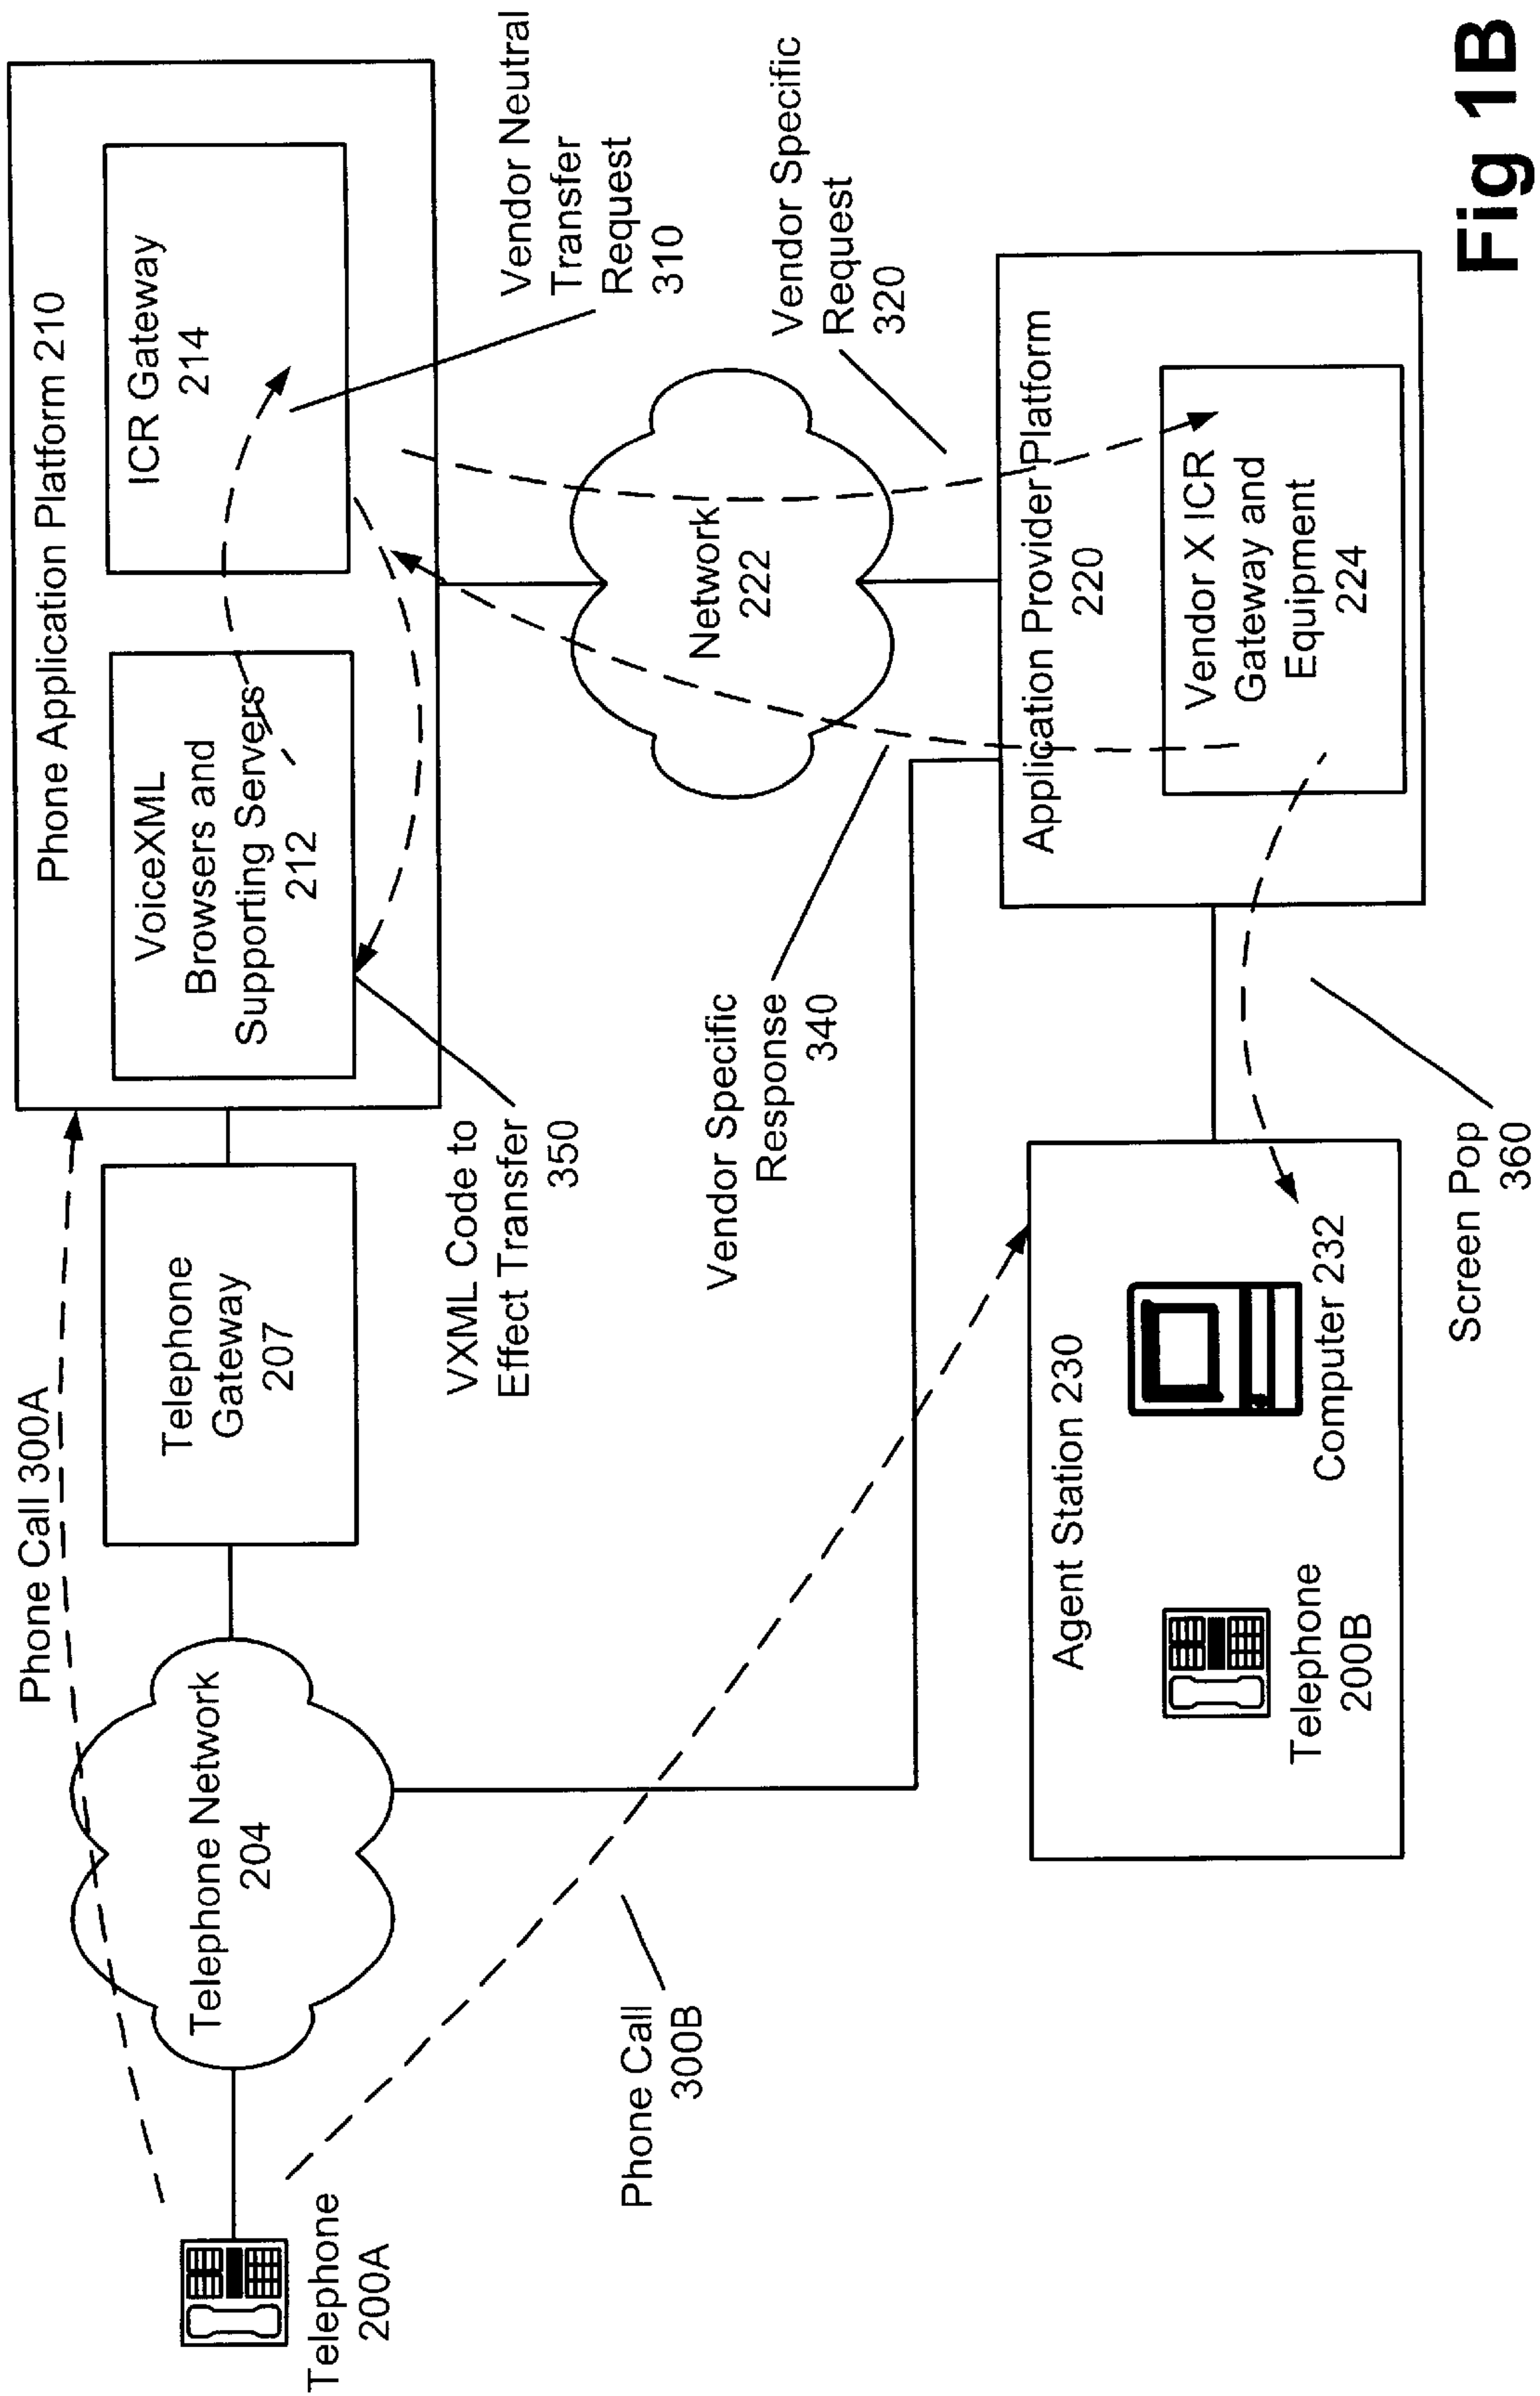 Phone Call 300A
Telephone
200A
Telephone Network
204
Telephone
Gateway
207
Phone Application Platform 210
VoiceXML
Browsers and
Supporting Servers
212
ICR Gateway
214
VXML Code to
Effect Transfer
350
Vendor Neutral
Transfer
Request
310
Phone Call
300B
Vendor Specific
Response
340
Network
222
Vendor Specific
Request
320
Agent Station 230
Telephone
200B
Computer 232
Application Provider Platform
220
Vendor X ICR
Gateway and
Equipment
224
Screen Pop
360
Fig 1B